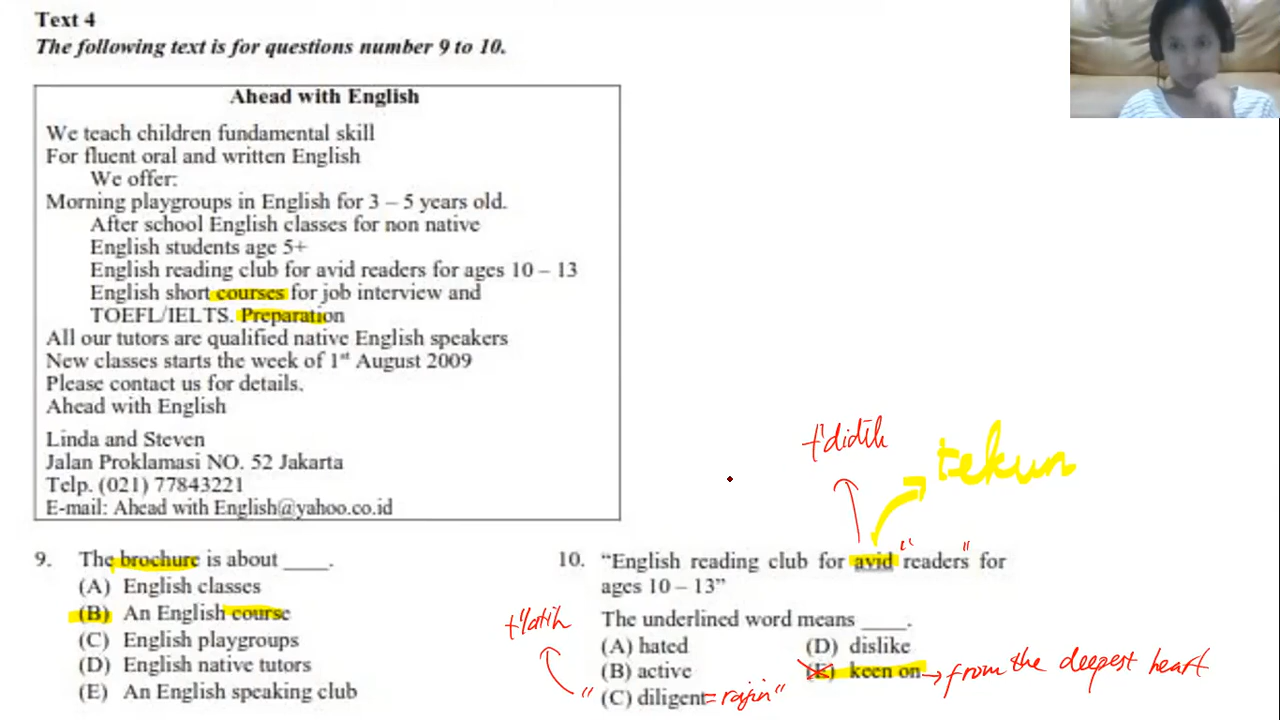 Text 4
The following text is for questions number 9 to 10.
Ahead with English
We teach children fundamental skill
For fluent oral and written English
We offer:
Morning playgroups in English for 3 – 5 years old.
After school English classes for non native
English students age 5+
English reading club for avid readers for ages 10 – 13
English short courses for job interview and
TOEFL/IELTS. Preparation
All our tutors are qualified native English speakers
New classes starts the week of 1st August 2009
Please contact us for details.
Ahead with English
Linda and Steven
Jalan Proklamasi NO. 52 Jakarta
Telp. (021) 77843221
E-mail: Ahead with English@yahoo.co.id
9. The brochure is about ____.
(A) English classes
(B) An English course
(C) English playgroups
(D) English native tutors
(E) An English speaking club
t'didik
tekun
10. “English reading club for avid "readers" for
ages 10 – 13”
The underlined word means ____.
(A) hated
(B) active
t'latih
"(C) diligent = rajin"
(D) dislike
(E) keen on → from the deepest heart